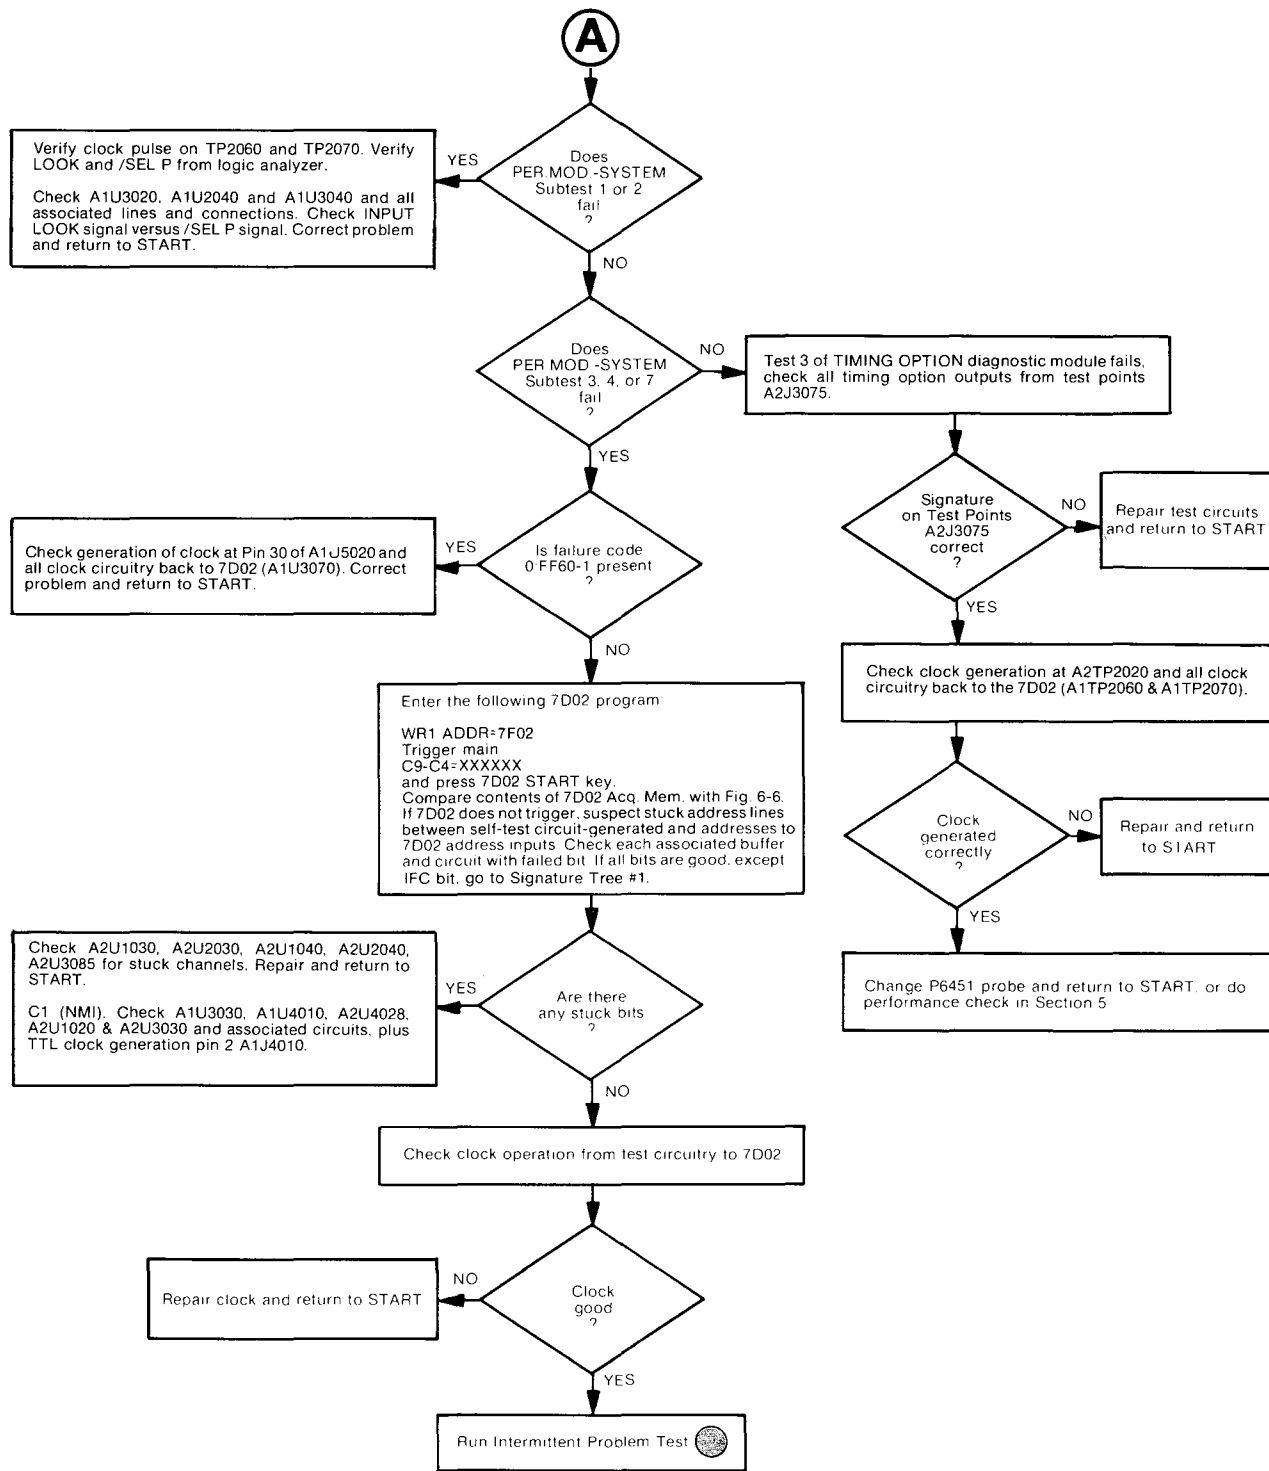 A
Does
PER.MOD.-SYSTEM
Subtest 1 or 2
fail
?
YES
Verify clock pulse on TP2060 and TP2070. Verify
LOOK and /SEL P from logic analyzer.
Check A1U3020, A1U2040 and A1U3040 and all
associated lines and connections. Check INPUT
LOOK signal versus /SEL P signal. Correct problem
and return to START.
NO
Does
PER MOD -SYSTEM
Subtest 3, 4, or 7
fail
?
NO
Test 3 of TIMING OPTION diagnostic module fails,
check all timing option outputs from test points
A2J3075.
YES
Signature
on Test Points
A2J3075
correct
?
NO
Repair test circuits
and return to START
YES
Is failure code
0 FF60-1 present
?
YES
Check generation of clock at Pin 30 of A1U5020 and
all clock circuitry back to 7D02 (A1U3070). Correct
problem and return to START.
NO
Check clock generation at A2TP2020 and all clock
circuitry back to the 7D02 (A1TP2060 & A1TP2070).
Enter the following 7D02 program
WR1 ADDR=7F02
Trigger main
C9-C4=XXXXXX
and press 7D02 START key.
Compare contents of 7D02 Acq. Mem. with Fig. 6-6.
If 7D02 does not trigger, suspect stuck address lines
between self-test circuit-generated and addresses to
7D02 address inputs. Check each associated buffer
and circuit with failed bit. If all bits are good, except
IFC bit, go to Signature Tree #1.
Clock
generated
correctly
?
NO
Repair and return
to START
YES
Change P6451 probe and return to START, or do
performance check in Section 5
Are there
any stuck bits
?
YES
Check A2U1030, A2U2030, A2U1040, A2U2040,
A2U3085 for stuck channels. Repair and return to
START.
C1 (NMI). Check A1U3030, A1U4010, A2U4028,
A2U1020 & A2U3030 and associated circuits, plus
TTL clock generation pin 2 A1J4010.
NO
Check clock operation from test circuitry to 7D02
Clock
good
?
NO
Repair clock and return to START
YES
Run Intermittent Problem Test